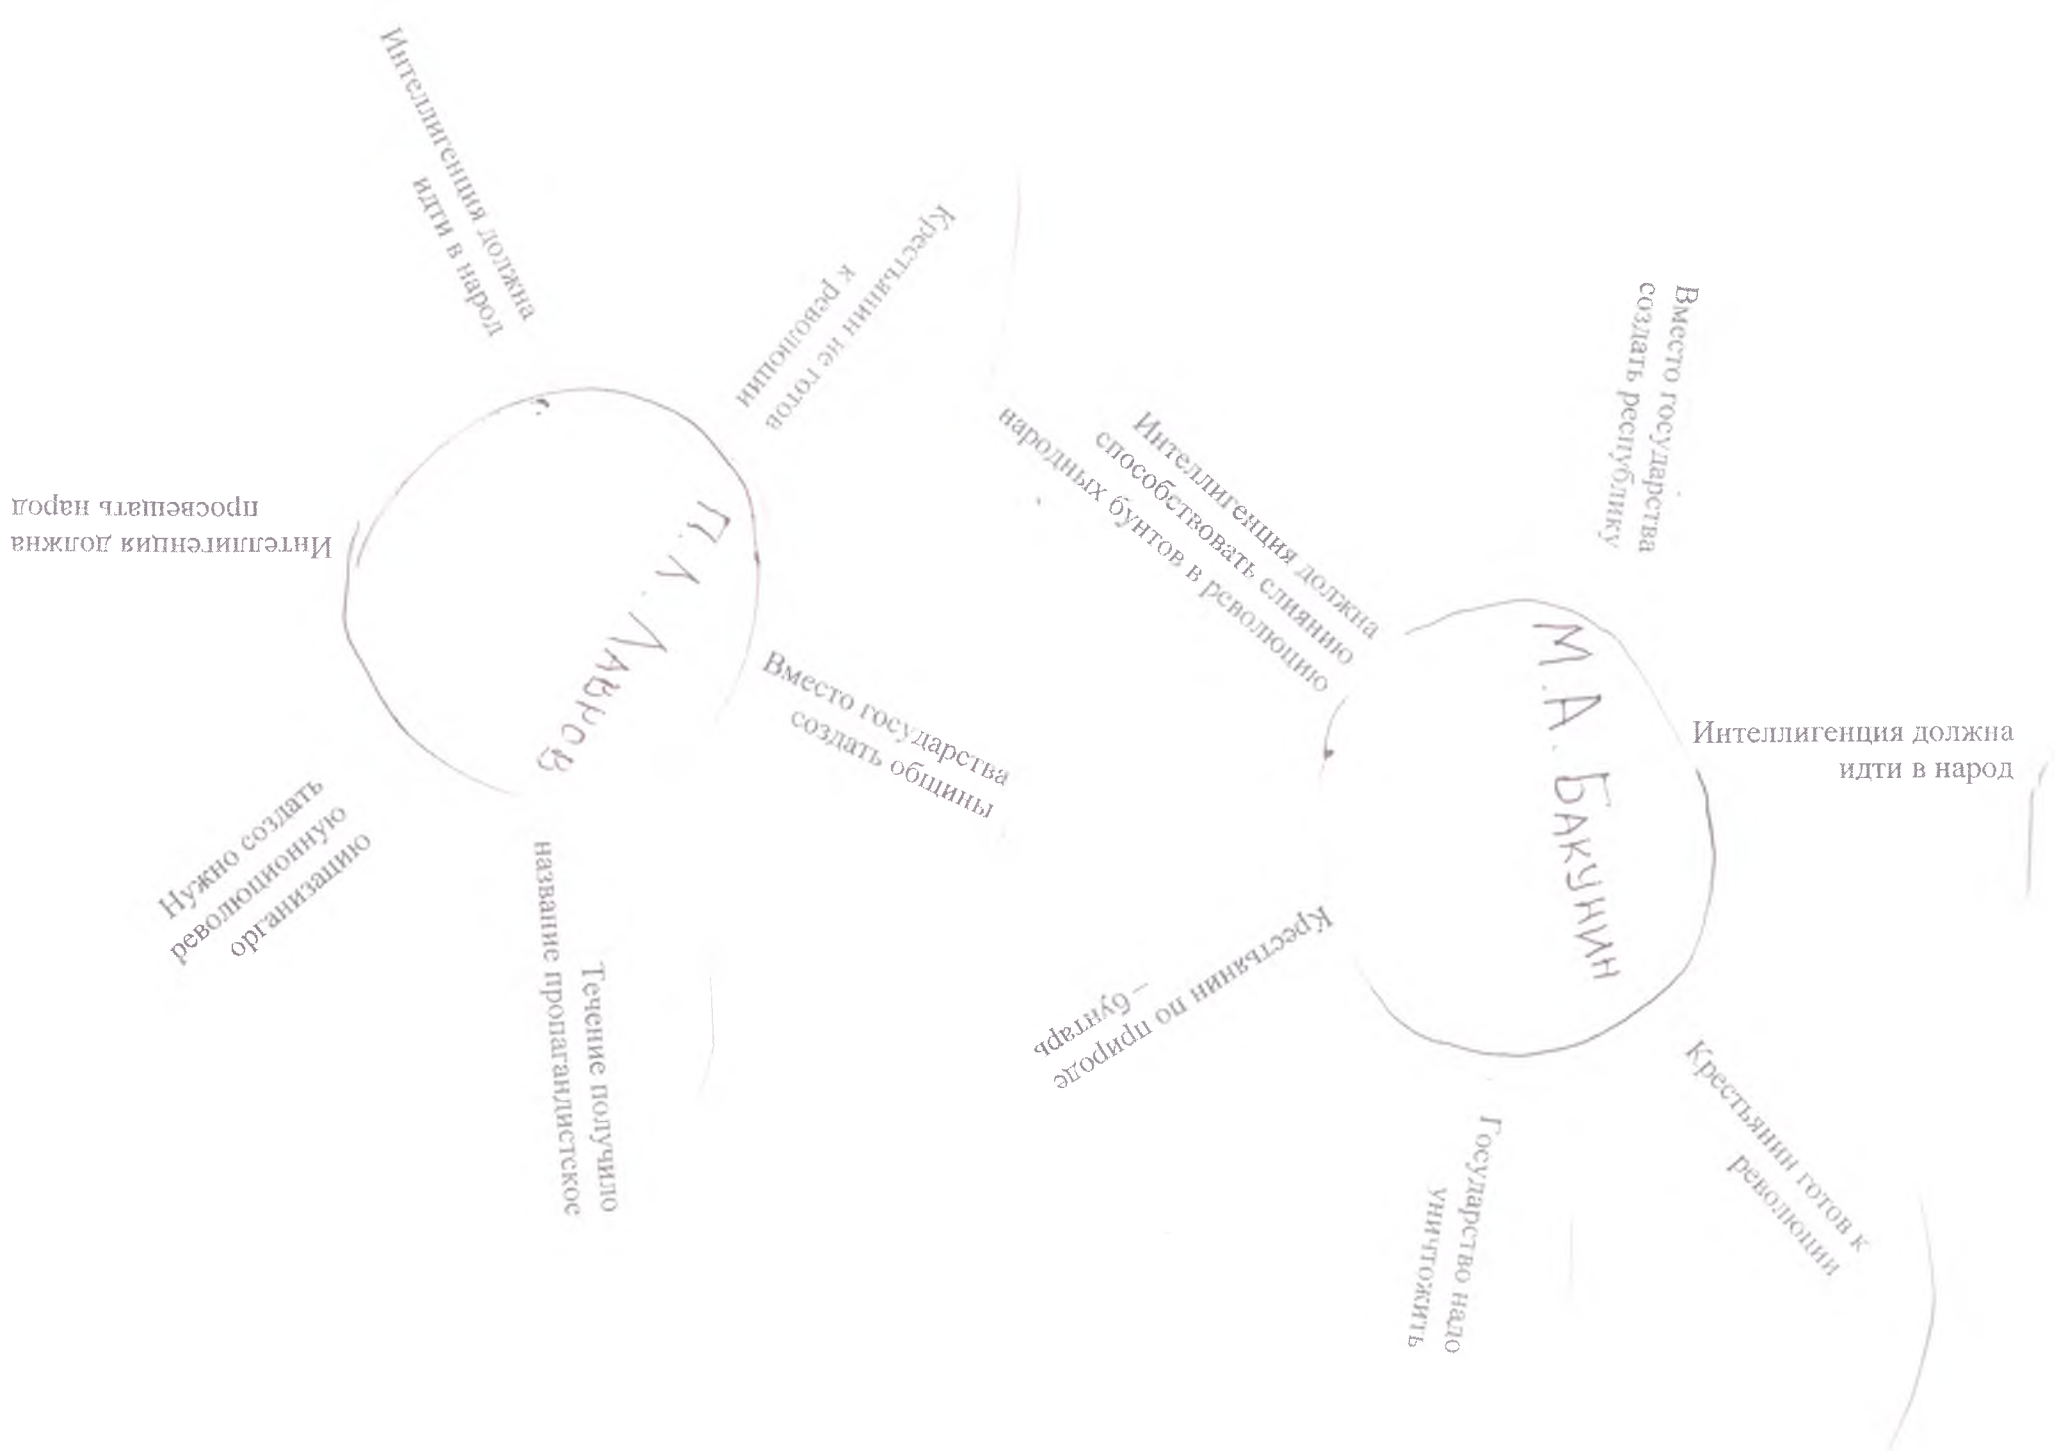 Интеллигенция должна
идти в народ
Крестьянин не готов
к революции
Интеллигенция должна
просвещать народ
П.Л. Лавров
Вместо государства
создать общины
Нужно создать
революционную
организацию
Течение получило
название пропагандистское
Вместо государства
создать республику
Интеллигенция должна
способствовать слиянию
народных бунтов в революцию
М.А. Бакунин
Интеллигенция должна
идти в народ
Крестьянин по природе
– бунтарь
Государство надо
уничтожить
Крестьянин готов к
революции